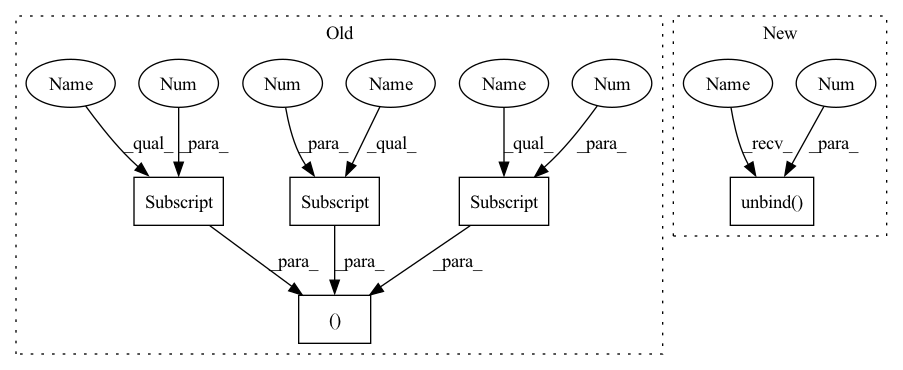 Old
New
Name Num Num Name Name Num Name Num
_qual_ _para_ _para_ _qual_ _qual_ _para_ _recv_ _para_
Subscript Subscript Subscript unbind()
_para_ _para_ _para_
()